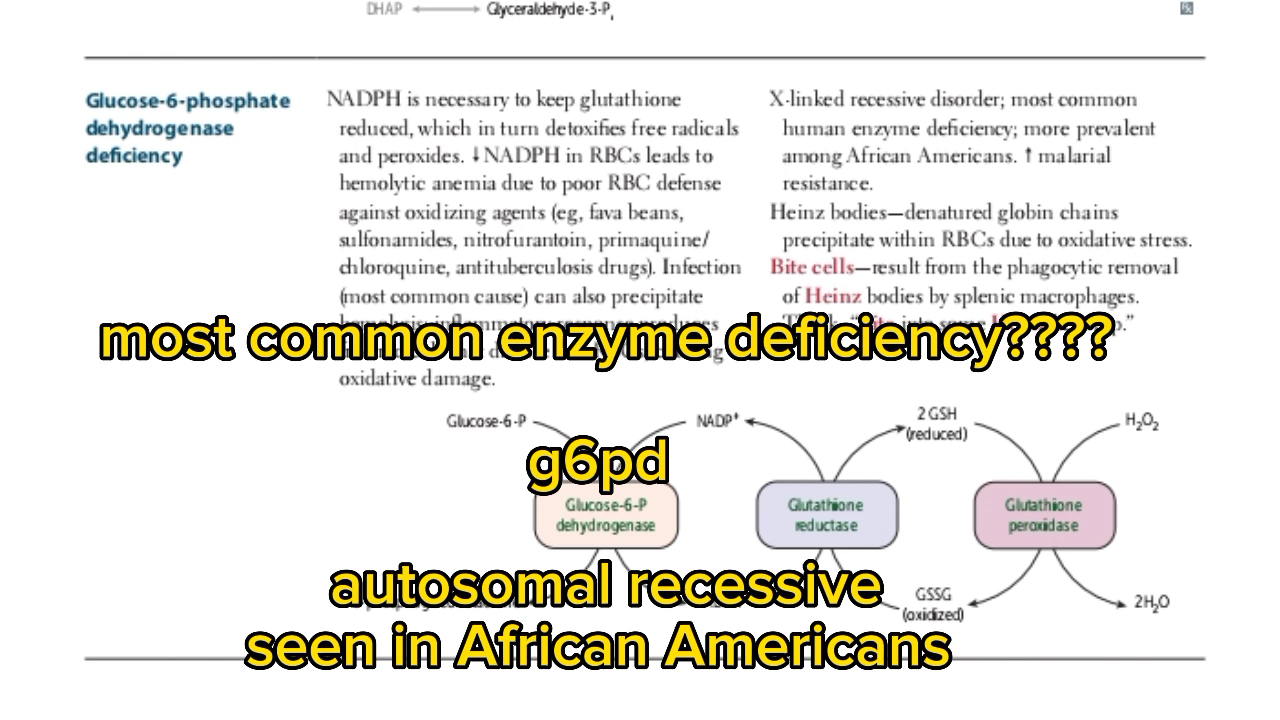 DHAP Glyceraldehyde-3-P,
Glucose-6-phosphate
dehydrogenase
deficiency
NADPH is necessary to keep glutathione
reduced, which in turn detoxifies free radicals
and peroxides. ↓ NADPH in RBCs leads to
hemolytic anemia due to poor RBC defense
against oxidizing agents (eg, fava beans,
sulfonamides, nitrofurantoin, primaquine/
chloroquine, antituberculosis drugs). Infection
(most common cause) can also precipitate
oxidative damage.
X-linked recessive disorder; most common
human enzyme deficiency; more prevalent
among African Americans. ↑ malarial
resistance.
Heinz bodies—denatured globin chains
precipitate within RBCs due to oxidative stress.
Bite cells—result from the phagocytic removal
of Heinz bodies by splenic macrophages.
most common enzyme deficiency????
Glucose-6-P
NADP+
2 GSH
(reduced)
H2O2
g6pd
Glucose-6-P
dehydrogenase
Glutathione
reductase
Glutathione
peroxidase
autosomal recessive
GSSG
(oxidized)
2H2O
seen in African Americans